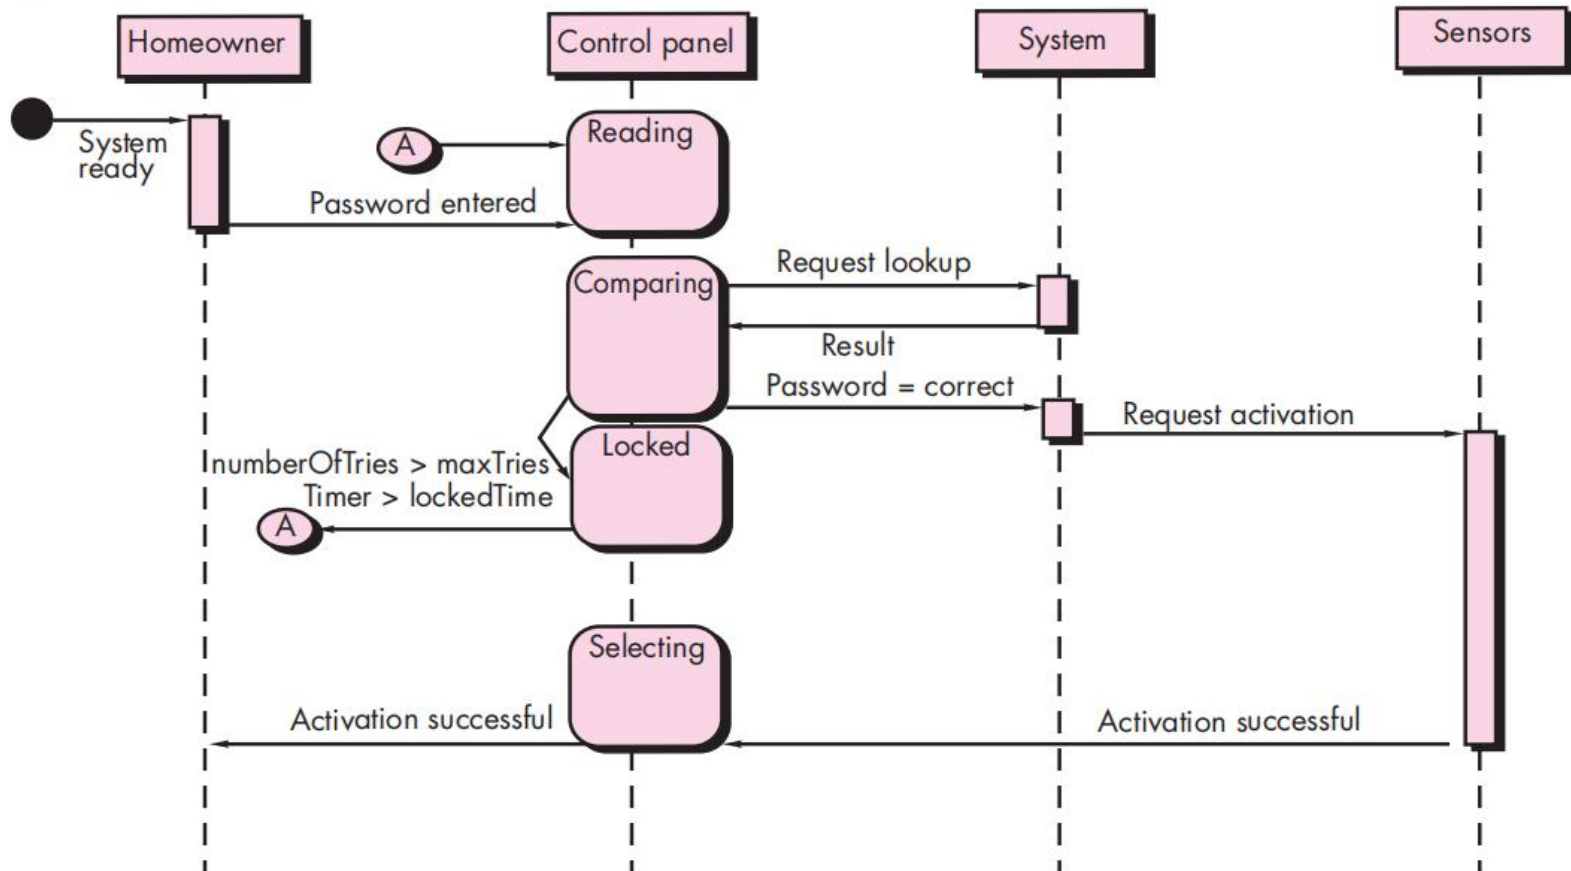 Homeowner
Control panel
System
Sensors
System
ready
A
Reading
Password entered
Request lookup
Comparing
Result
Password = correct
Request activation
Locked
numberOfTries > maxTries
Timer > lockedTime
A
Selecting
Activation successful
Activation successful